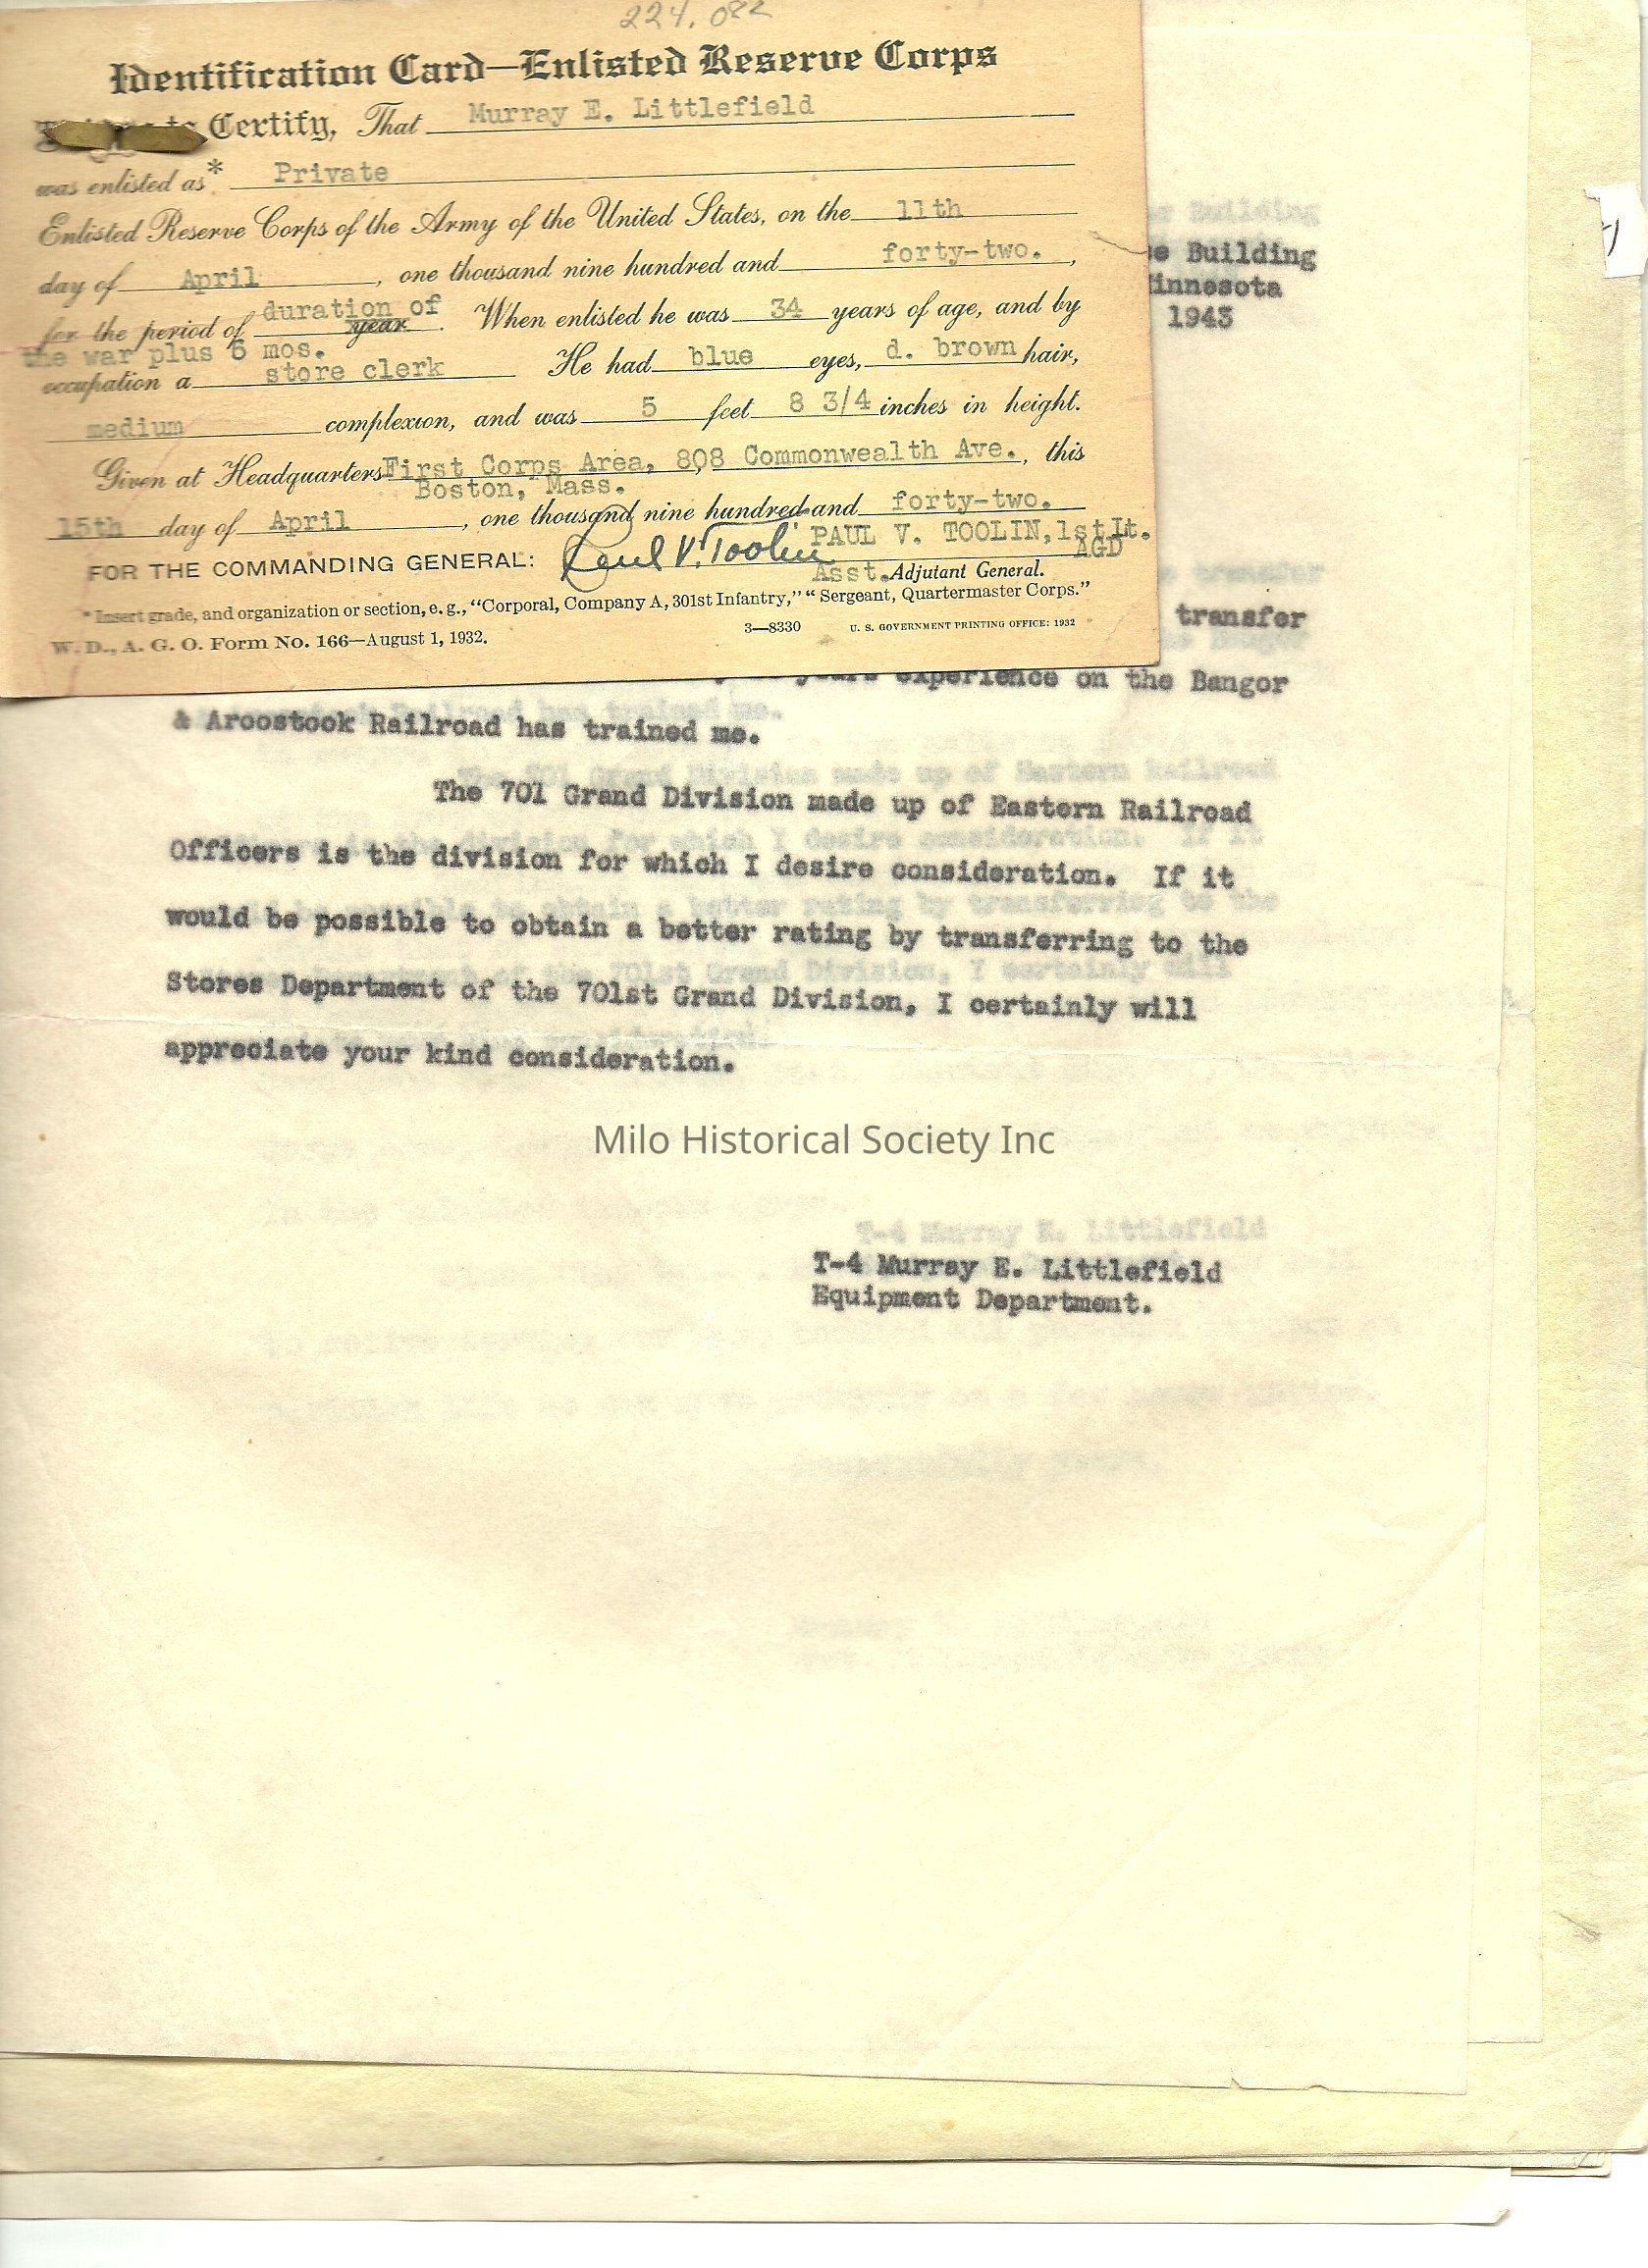 224,082
Identification Card—Enlisted Reserve Corps
to Certify, That Murray E. Littlefield
was enlisted as* Private
Enlisted Reserve Corps of the Army of the United States, on the 11th
day of April, one thousand nine hundred and forty-two.,
for the period of duration of year. When enlisted he was 34 years of age, and by
the war plus 6 mos.
occupation a store clerk He had blue eyes, d. brown hair,
medium complexion, and was 5 feet 8 3/4 inches in height.
Given at Headquarters First Corps Area, 808 Commonwealth Ave., this
Boston, Mass.
15th day of April, one thousand nine hundred and forty-two.
PAUL V. TOOLIN, 1st Lt.
AGD
FOR THE COMMANDING GENERAL: Paul V. Toolin
Asst. Adjutant General.
*Insert grade, and organization or section, e. g., "Corporal, Company A, 301st Infantry," "Sergeant, Quartermaster Corps."
W. D., A. G. O. Form No. 166—August 1, 1932.
3—8330 U. S. GOVERNMENT PRINTING OFFICE: 1932
Building
innesota
1943
transfer
years experience on the Bangor
& Aroostook Railroad has trained me.
The 701 Grand Division made up of Eastern Railroad
Officers is the division for which I desire consideration. If it
would be possible to obtain a better rating by transferring to the
Stores Department of the 701st Grand Division, I certainly will
appreciate your kind consideration.
Milo Historical Society Inc
T-4 Murray E. Littlefield
Equipment Department.